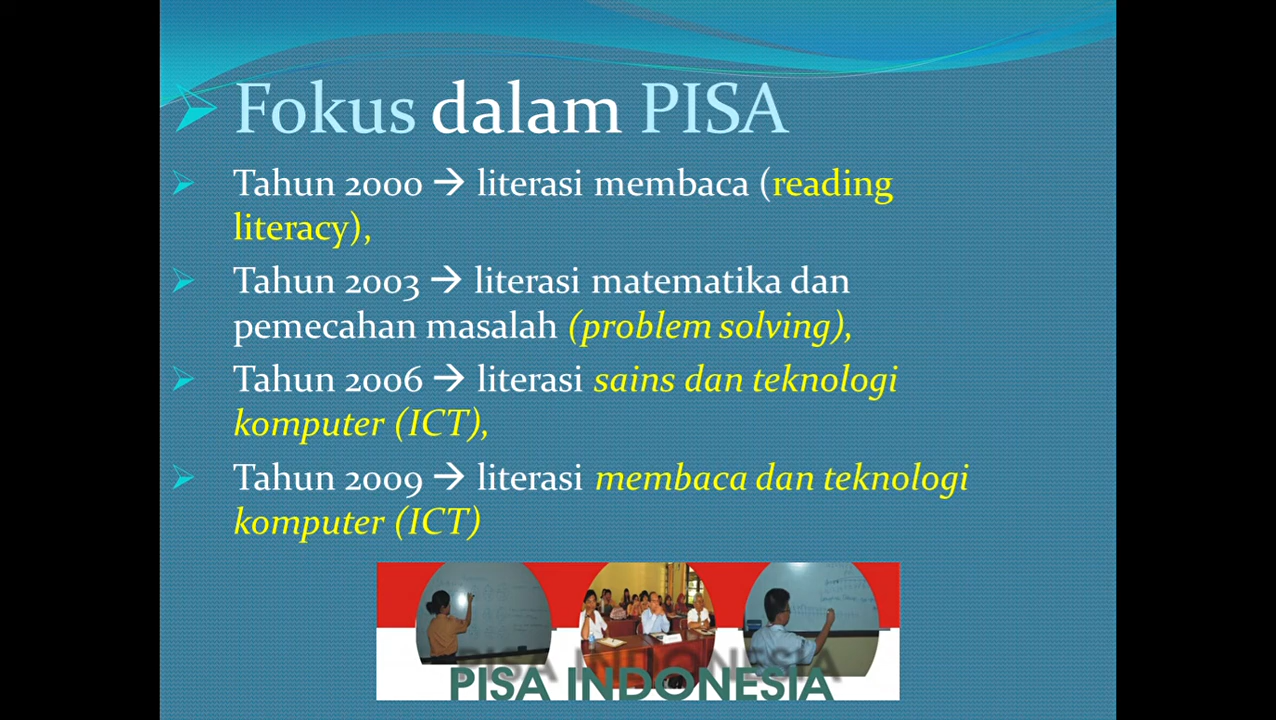 Fokus dalam PISA
Tahun 2000 → literasi membaca (reading
literacy),
Tahun 2003 → literasi matematika dan
pemecahan masalah (problem solving),
Tahun 2006 → literasi sains dan teknologi
komputer (ICT),
Tahun 2009 → literasi membaca dan teknologi
komputer (ICT)
PISA INDONESIA